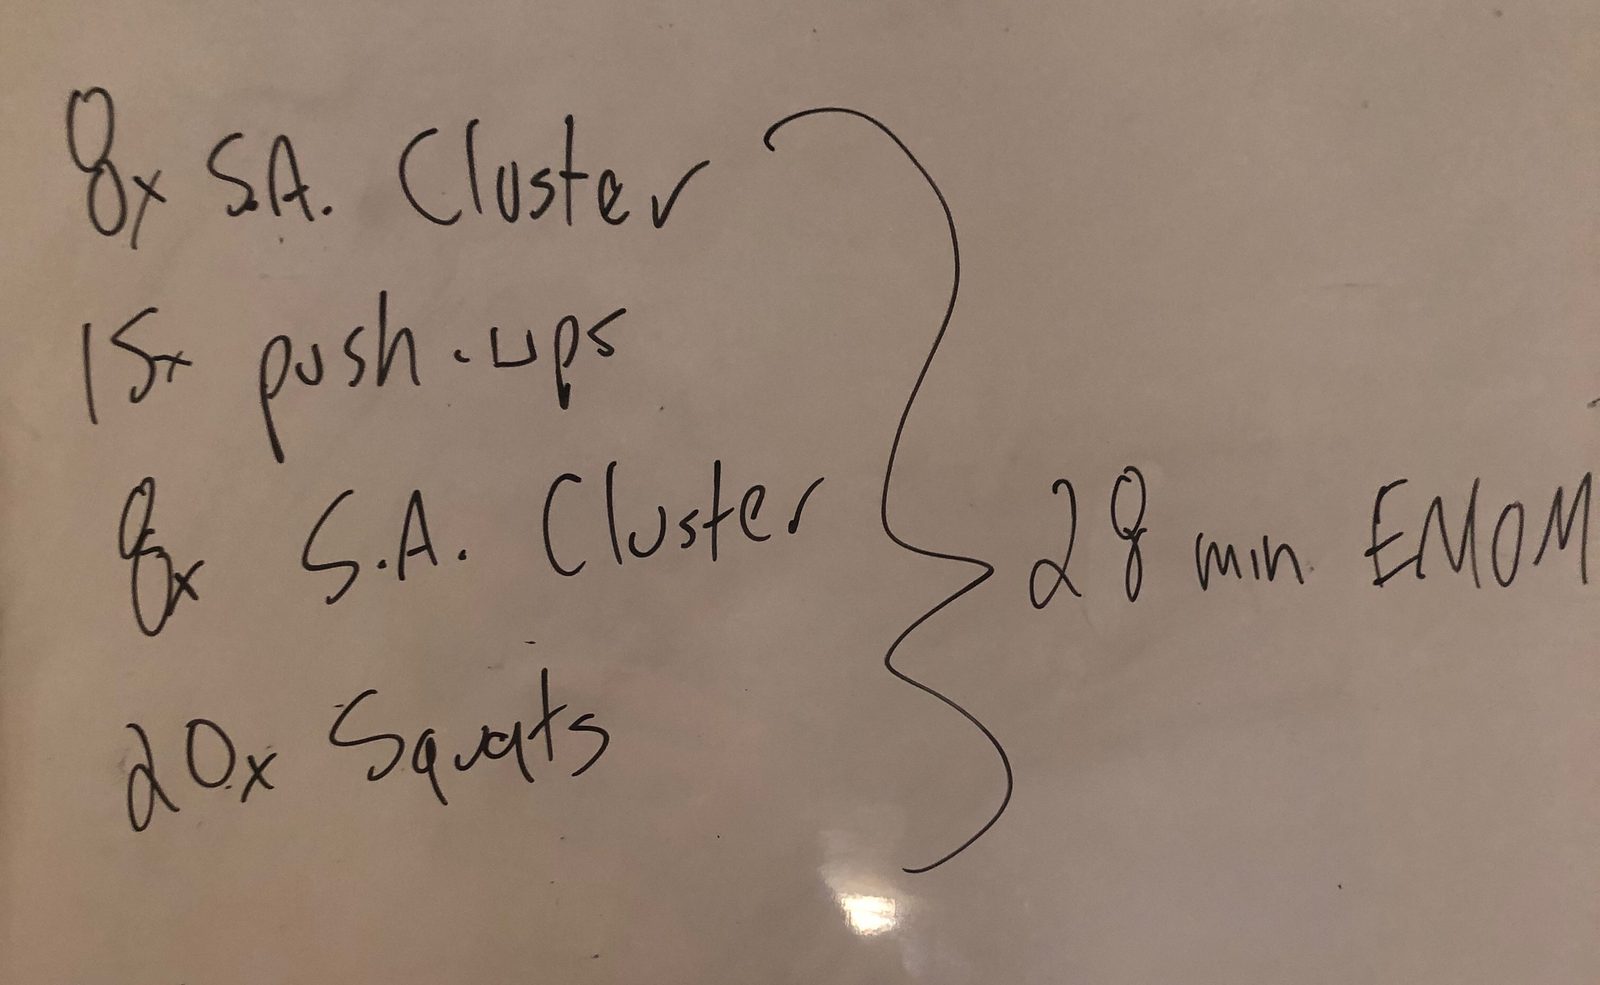 8x S.A. Cluster
15x push-ups
8x S.A. Cluster
20x Squats
28 min EMOM